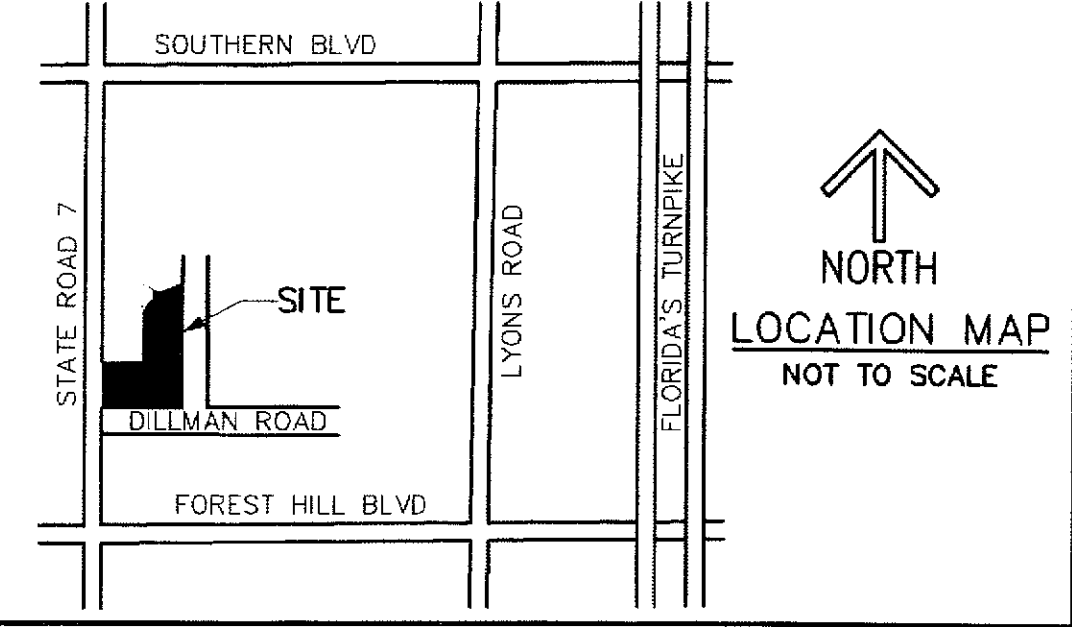 SOUTHERN BLVD
STATE ROAD 7
SITE
LYONS ROAD
FLORIDA'S TURNPIKE
NORTH
LOCATION MAP
NOT TO SCALE
DILLMAN ROAD
FOREST HILL BLVD